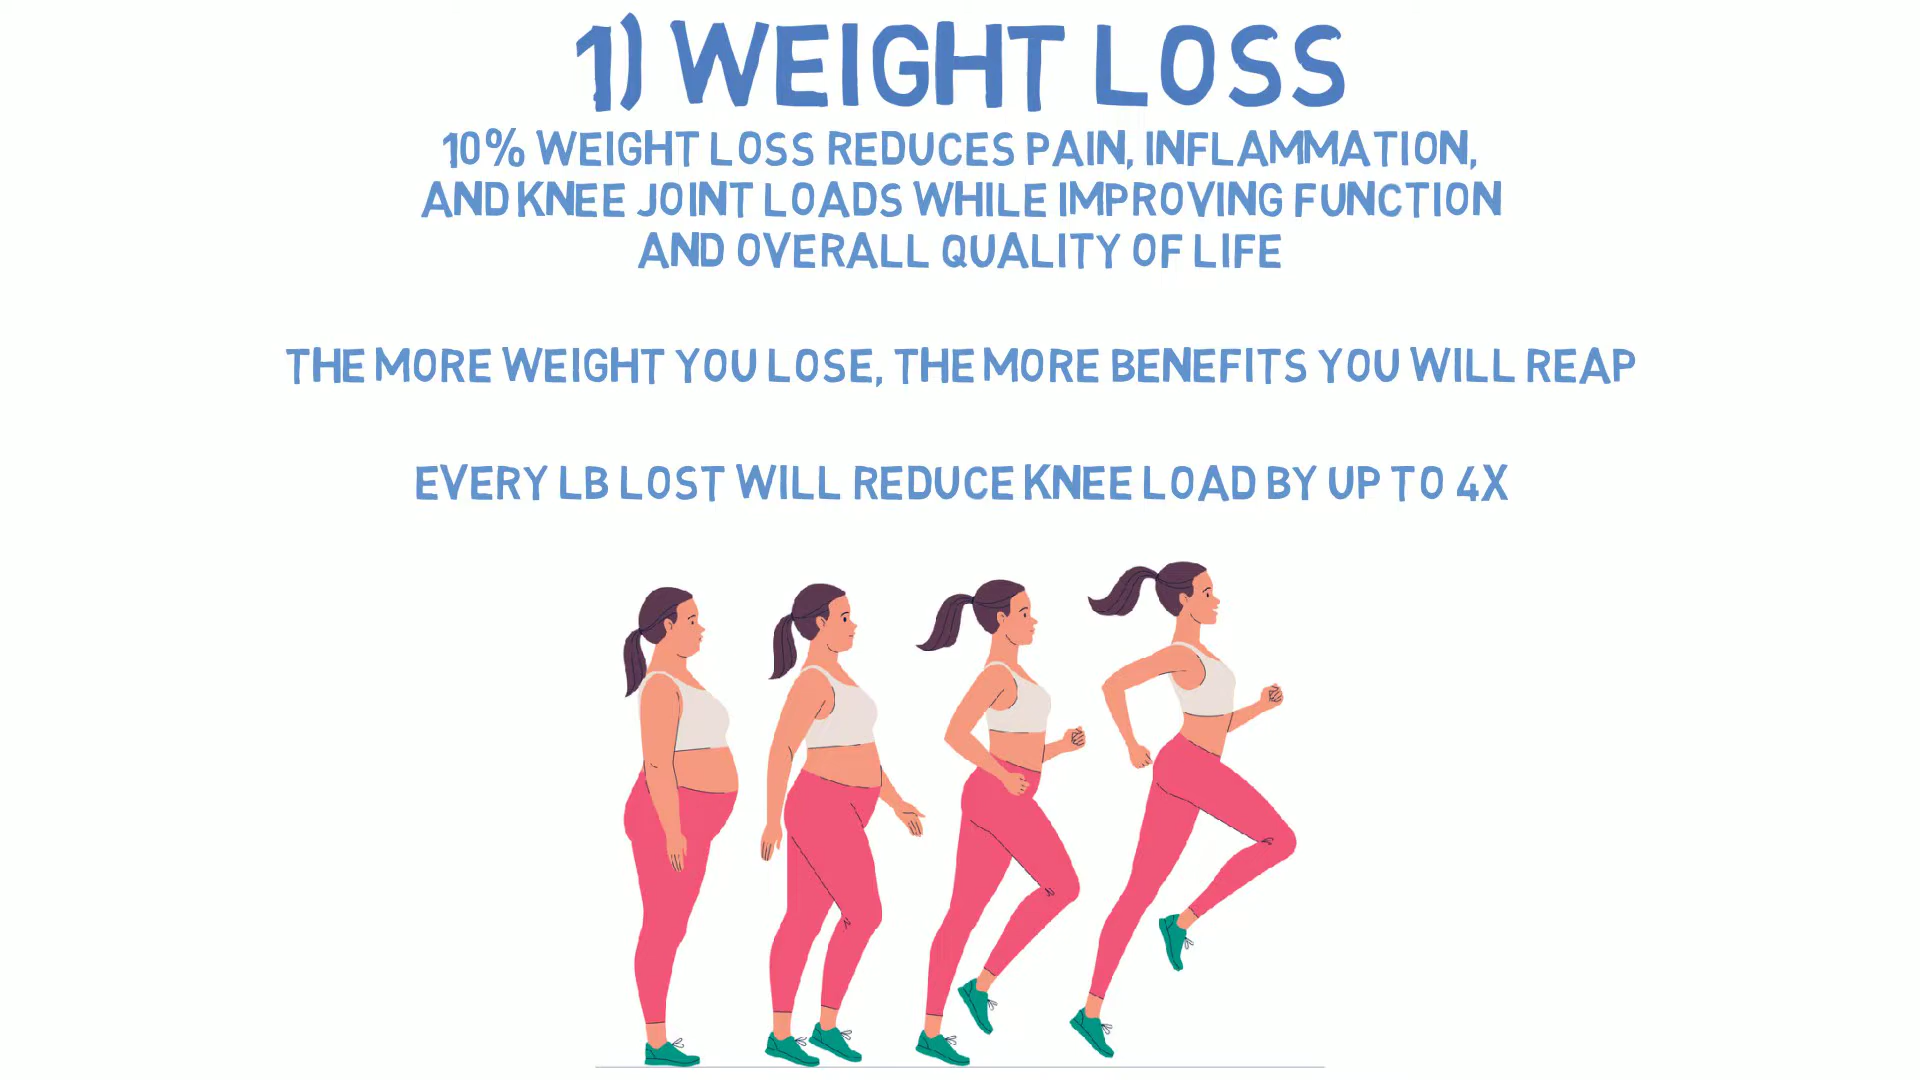 1) WEIGHT LOSS
10% WEIGHT LOSS REDUCES PAIN, INFLAMMATION,
AND KNEE JOINT LOADS WHILE IMPROVING FUNCTION
AND OVERALL QUALITY OF LIFE
THE MORE WEIGHT YOU LOSE, THE MORE BENEFITS YOU WILL REAP
EVERY LB LOST WILL REDUCE KNEE LOAD BY UP TO 4X